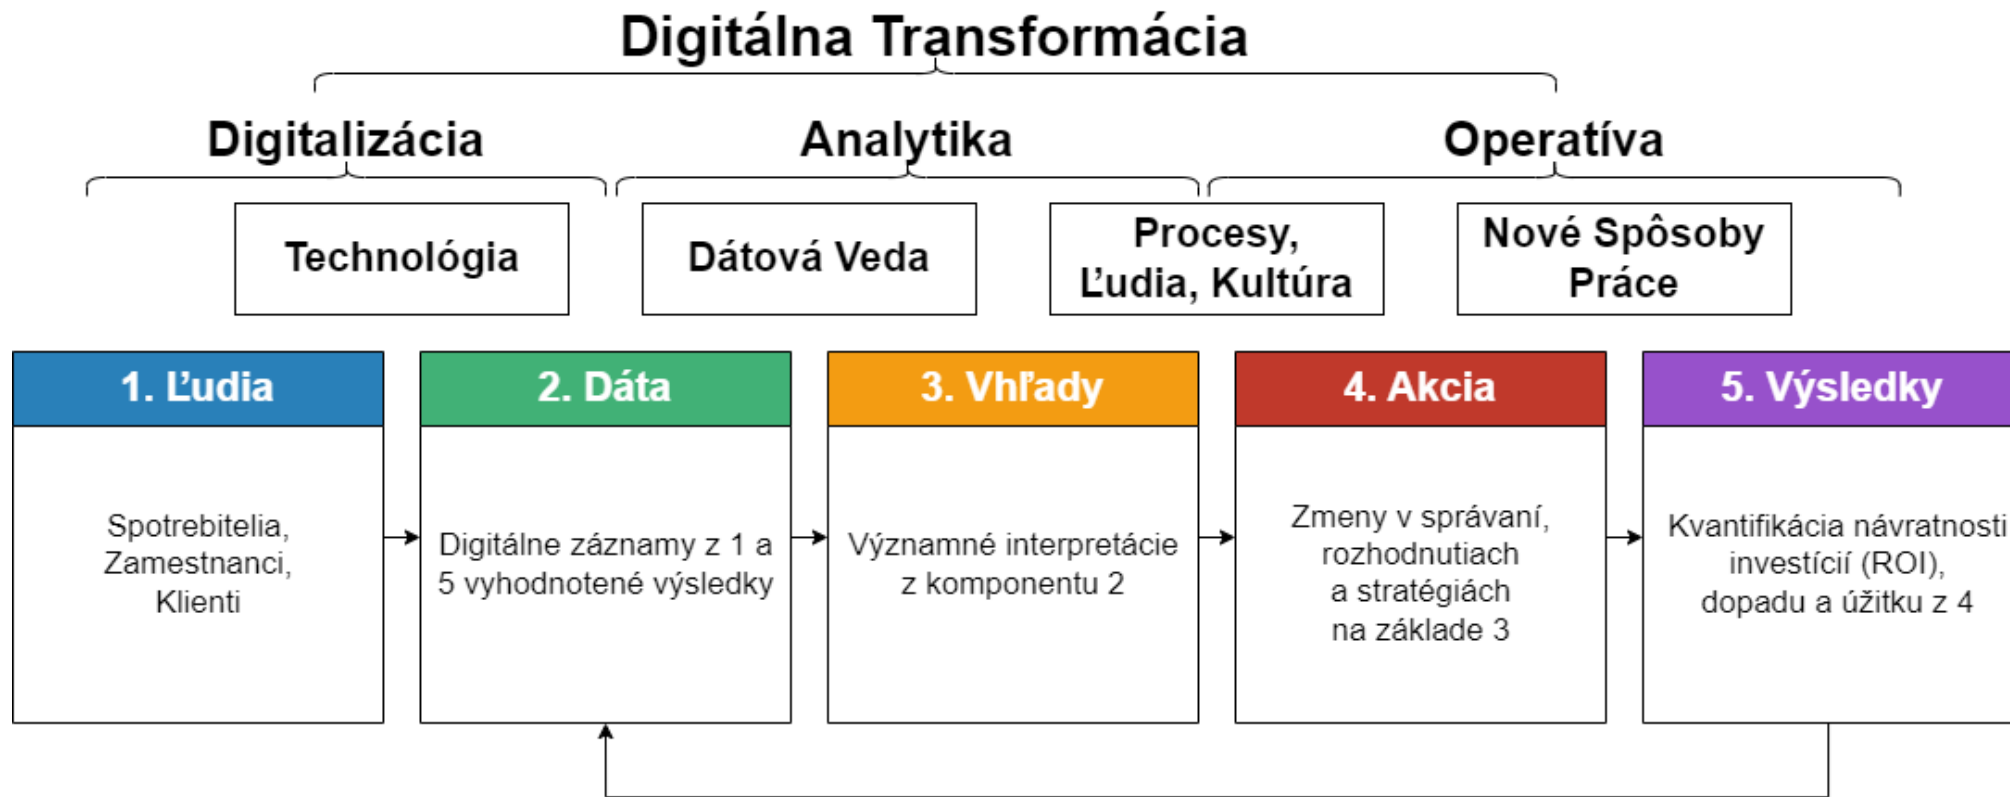 Digitálna Transformácia
Digitalizácia
Analytika
Operatíva
Technológia
Dátová Veda
Procesy,
Ľudia, Kultúra
Nové Spôsoby
Práce
1. Ľudia
Spotrebitelia,
Zamestnanci,
Klienti
2. Dáta
Digitálne záznamy z 1 a
5 vyhodnotené výsledky
3. Vhľady
Významné interpretácie
z komponentu 2
4. Akcia
Zmeny v správaní,
rozhodnutiach
a stratégiách
na základe 3
5. Výsledky
Kvantifikácia návratnosti
investícií (ROI),
dopadu a úžitku z 4